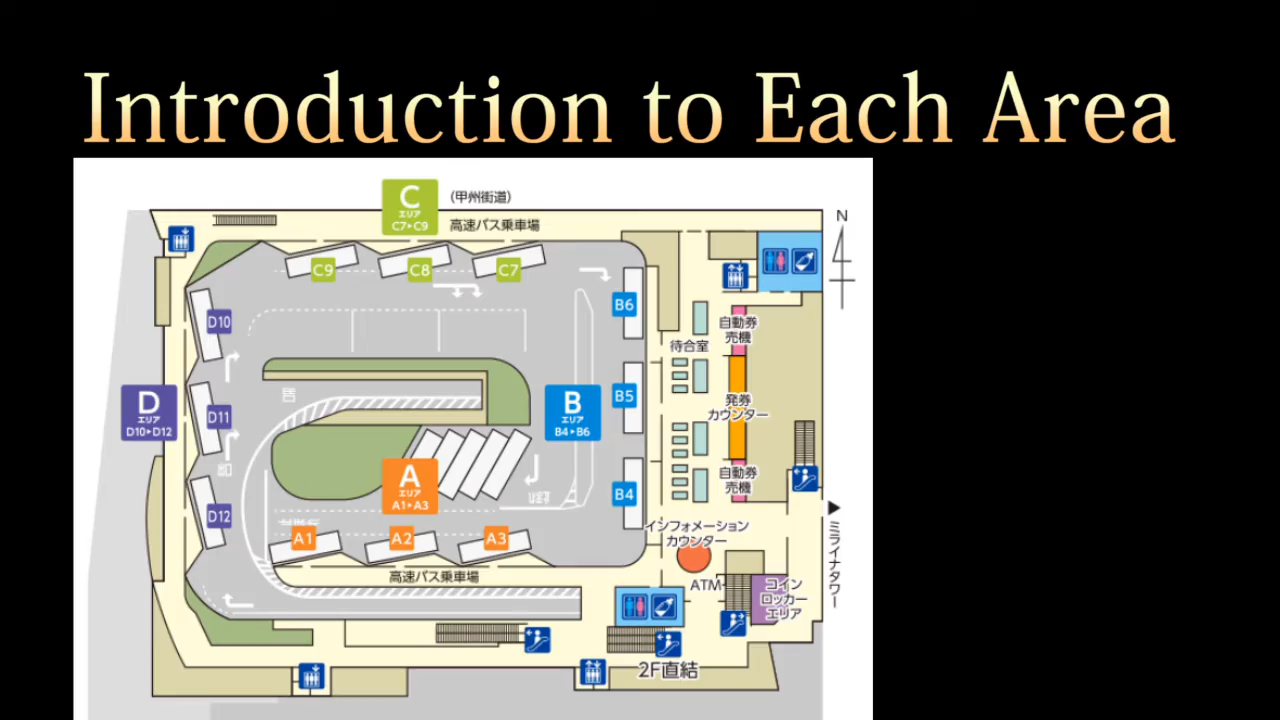 Introduction to Each Area
C
エリア
C7▸C9
(甲州街道)
高速バス乗車場
N
C9
C8
C7
B6
D10
自動券
売機
待合室
D
エリア
D10▸D12
D11
B
エリア
B4▸B6
B5
発券
カウンター
A
エリア
A1▸A3
自動券
売機
B4
D12
A1
A2
A3
インフォメーション
カウンター
ミライナタワー
高速バス乗車場
ATM
コイン
ロッカー
エリア
2F直結